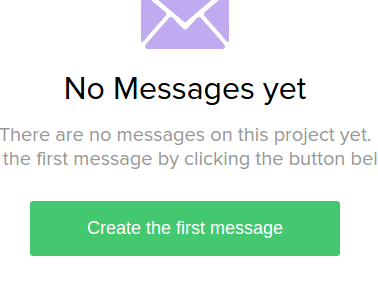 No Messages yet
There are no messages on this project yet.
the first message by clicking the button
Create the first message